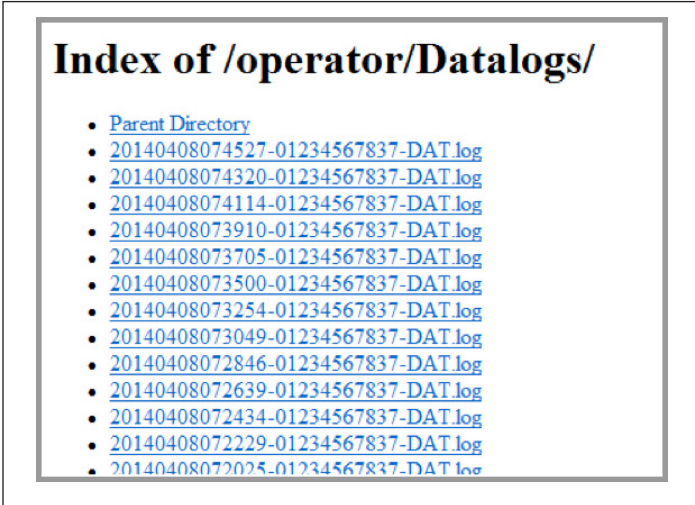 Index of /operator/Datalogs/
Parent Directory
20140408074527-01234567837-DAT.log
20140408074320-01234567837-DAT.log
20140408074114-01234567837-DAT.log
20140408073910-01234567837-DAT.log
20140408073705-01234567837-DAT.log
20140408073500-01234567837-DAT.log
20140408073254-01234567837-DAT.log
20140408073049-01234567837-DAT.log
20140408072846-01234567837-DAT.log
20140408072639-01234567837-DAT.log
20140408072434-01234567837-DAT.log
20140408072229-01234567837-DAT.log
20140408072025-01234567837-DAT.log